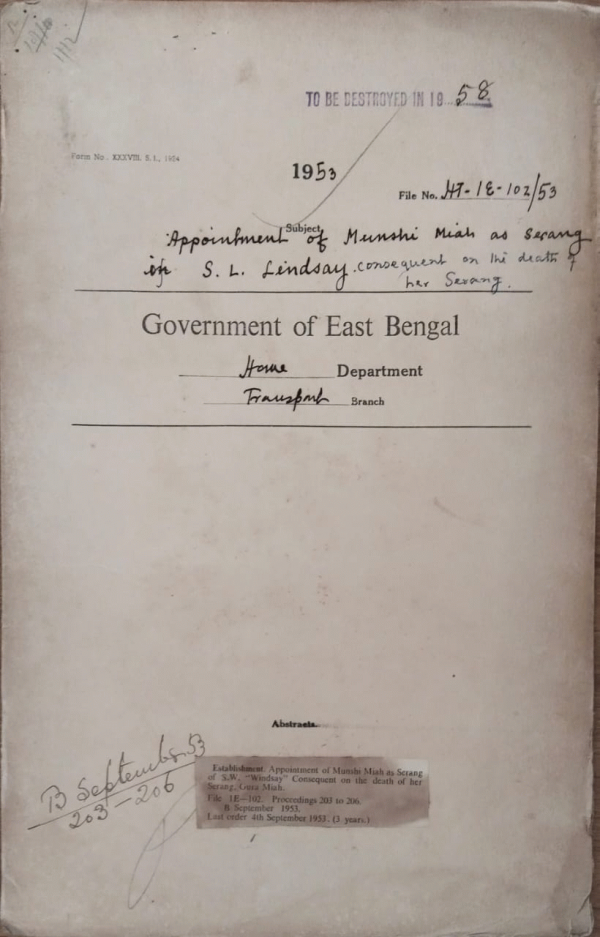 TO BE DESTROYED IN 19 58
Form No. XXXVIII. S. I., 1954
1953
File No. HT-1E-102/53
Subject
Appointment of Munshi Miah as Serang
of S. L. Lindsay consequent on the death of
her Serang.
Government of East Bengal
Home Department
Transport Branch
Abstracts.
B September 53
203-206
Establishment. Appointment of Munshi Miah as Serang
of S.W. "Windsay" Consequent on the death of her
Serang, Miah.
File 1E—102. Proceedings 203 to 206.
B September 1953.
Last order 4th September 1953. (3 years.)